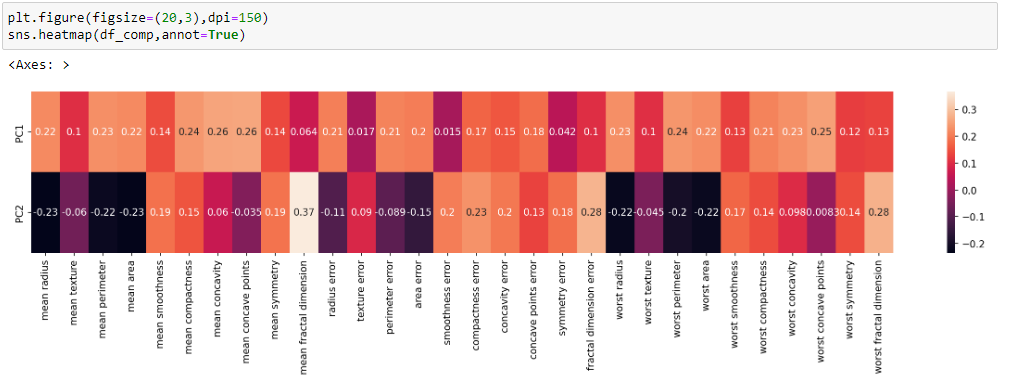 plt.figure(figsize=(20,3),dpi=150)
sns.heatmap(df_comp,annot=True)
<Axes: >
PC1
0.22 0.1 0.23 0.22 0.14 0.24 0.26 0.26 0.14 0.064 0.21 0.017 0.21 0.2 0.015 0.17 0.15 0.18 0.042 0.1 0.23 0.1 0.24 0.22 0.13 0.21 0.23 0.25 0.12 0.13
PC2
-0.23 -0.06 -0.22 -0.23 0.19 0.15 0.06 -0.035 0.19 0.37 -0.11 0.09 -0.089 -0.15 0.2 0.23 0.2 0.13 0.18 0.28 -0.22 -0.045 -0.2 -0.22 0.17 0.14 0.098 0.0083 0.14 0.28
mean radius
mean texture
mean perimeter
mean area
mean smoothness
mean compactness
mean concavity
mean concave points
mean symmetry
mean fractal dimension
radius error
texture error
perimeter error
area error
smoothness error
compactness error
concavity error
concave points error
symmetry error
fractal dimension error
worst radius
worst texture
worst perimeter
worst area
worst smoothness
worst compactness
worst concavity
worst concave points
worst symmetry
worst fractal dimension
0.3
0.2
0.1
0.0
−0.1
−0.2